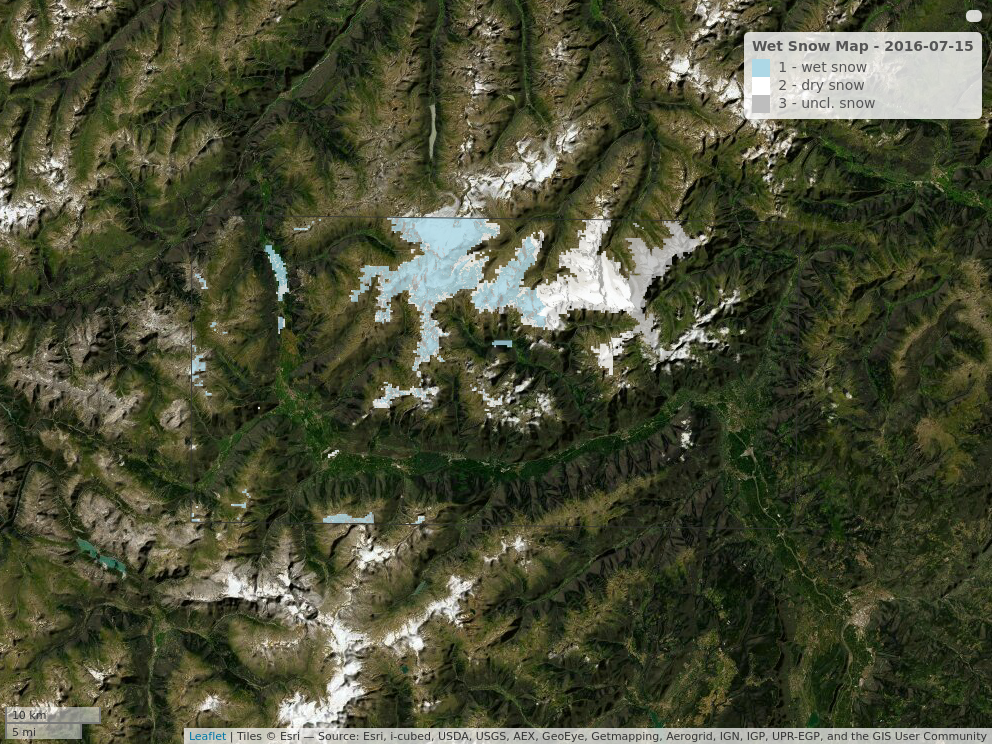 Wet Snow Map - 2016-07-15
1 - wet snow
2 - dry snow
3 - uncl. snow
10 km
5 mi
Leaflet | Tiles © Esri — Source: Esri, i-cubed, USDA, USGS, AEX, GeoEye, Getmapping, Aerogrid, IGN, IGP, UPR-EGP, and the GIS User Community